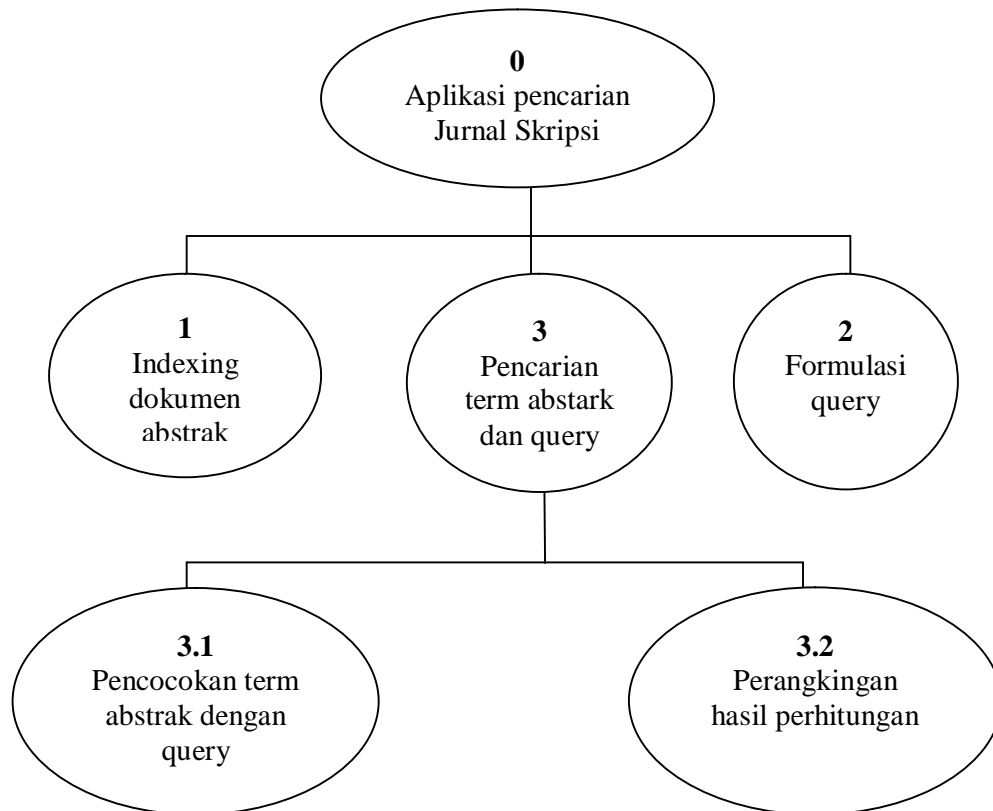 0
Aplikasi pencarian
Jurnal Skripsi
1
Indexing
dokumen
abstrak
3
Pencarian
term abstark
dan query
2
Formulasi
query
3.1
Pencocokan term
abstrak dengan
query
3.2
Perangkingan
hasil perhitungan